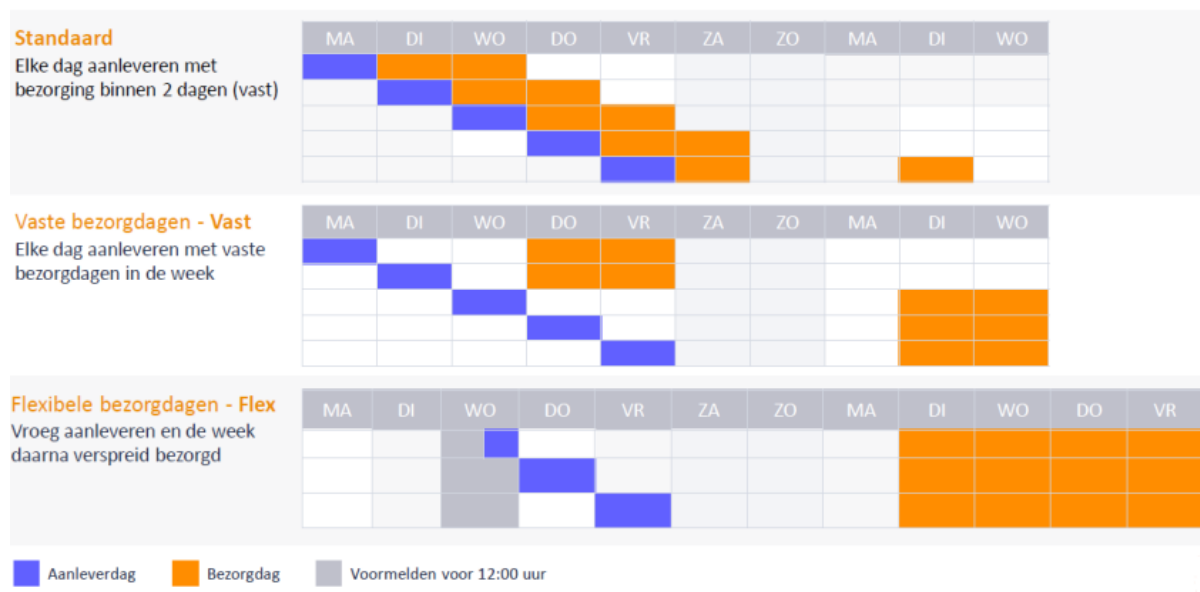 Standaard
Elke dag aanleveren met
bezorging binnen 2 dagen (vast)
MA DI WO DO VR ZA ZO MA DI WO
Vaste bezorgdagen - Vast
Elke dag aanleveren met vaste
bezorgdagen in de week
MA DI WO DO VR ZA ZO MA DI WO
Flexibele bezorgdagen - Flex
Vroeg aanleveren en de week
daarna verspreid bezorgd
MA DI WO DO VR ZA ZO MA DI WO DO VR
Aanleverdag Bezorgdag Voormelden voor 12:00 uur